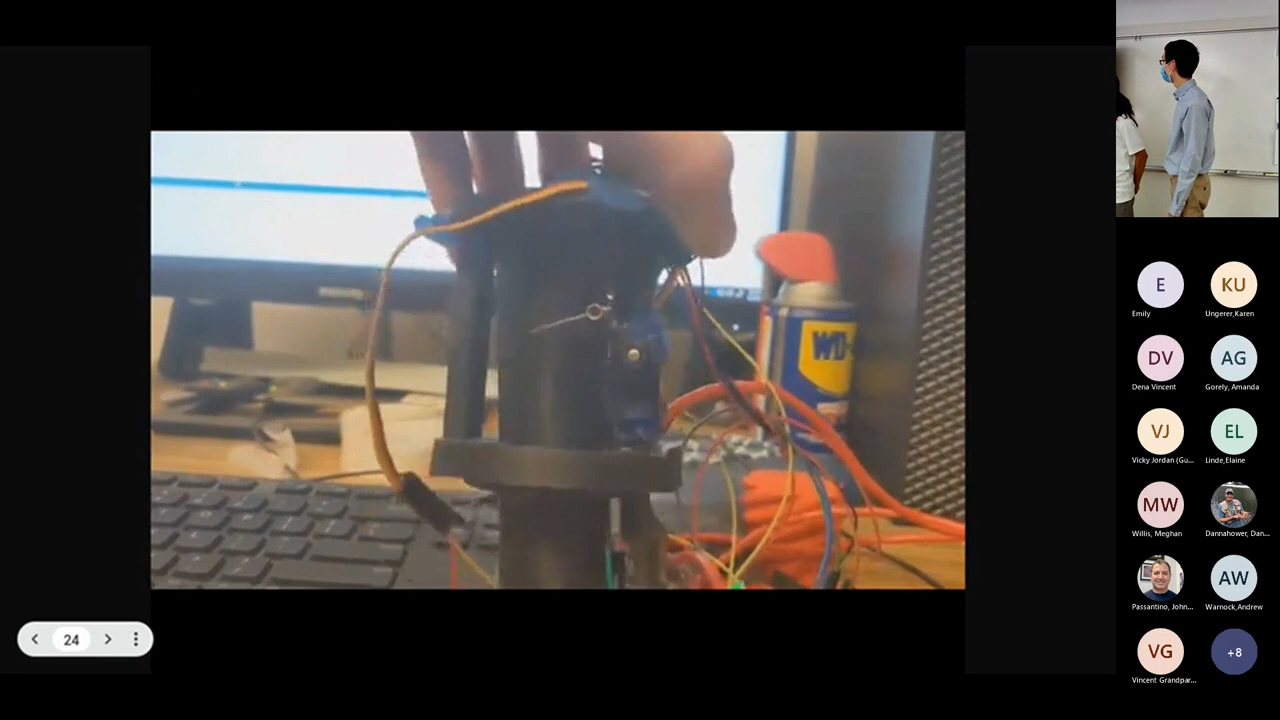 WD-
24
E
Emily
KU
Ungerer,Karen
DV
Dena Vincent
AG
Gorely, Amanda
VJ
Vicky Jordan (Gu...
EL
Linde,Elaine
MW
Willis, Meghan
Dannahower, Dan...
Passantino, John...
AW
Warnock,Andrew
VG
Vincent Grandpar...
+8